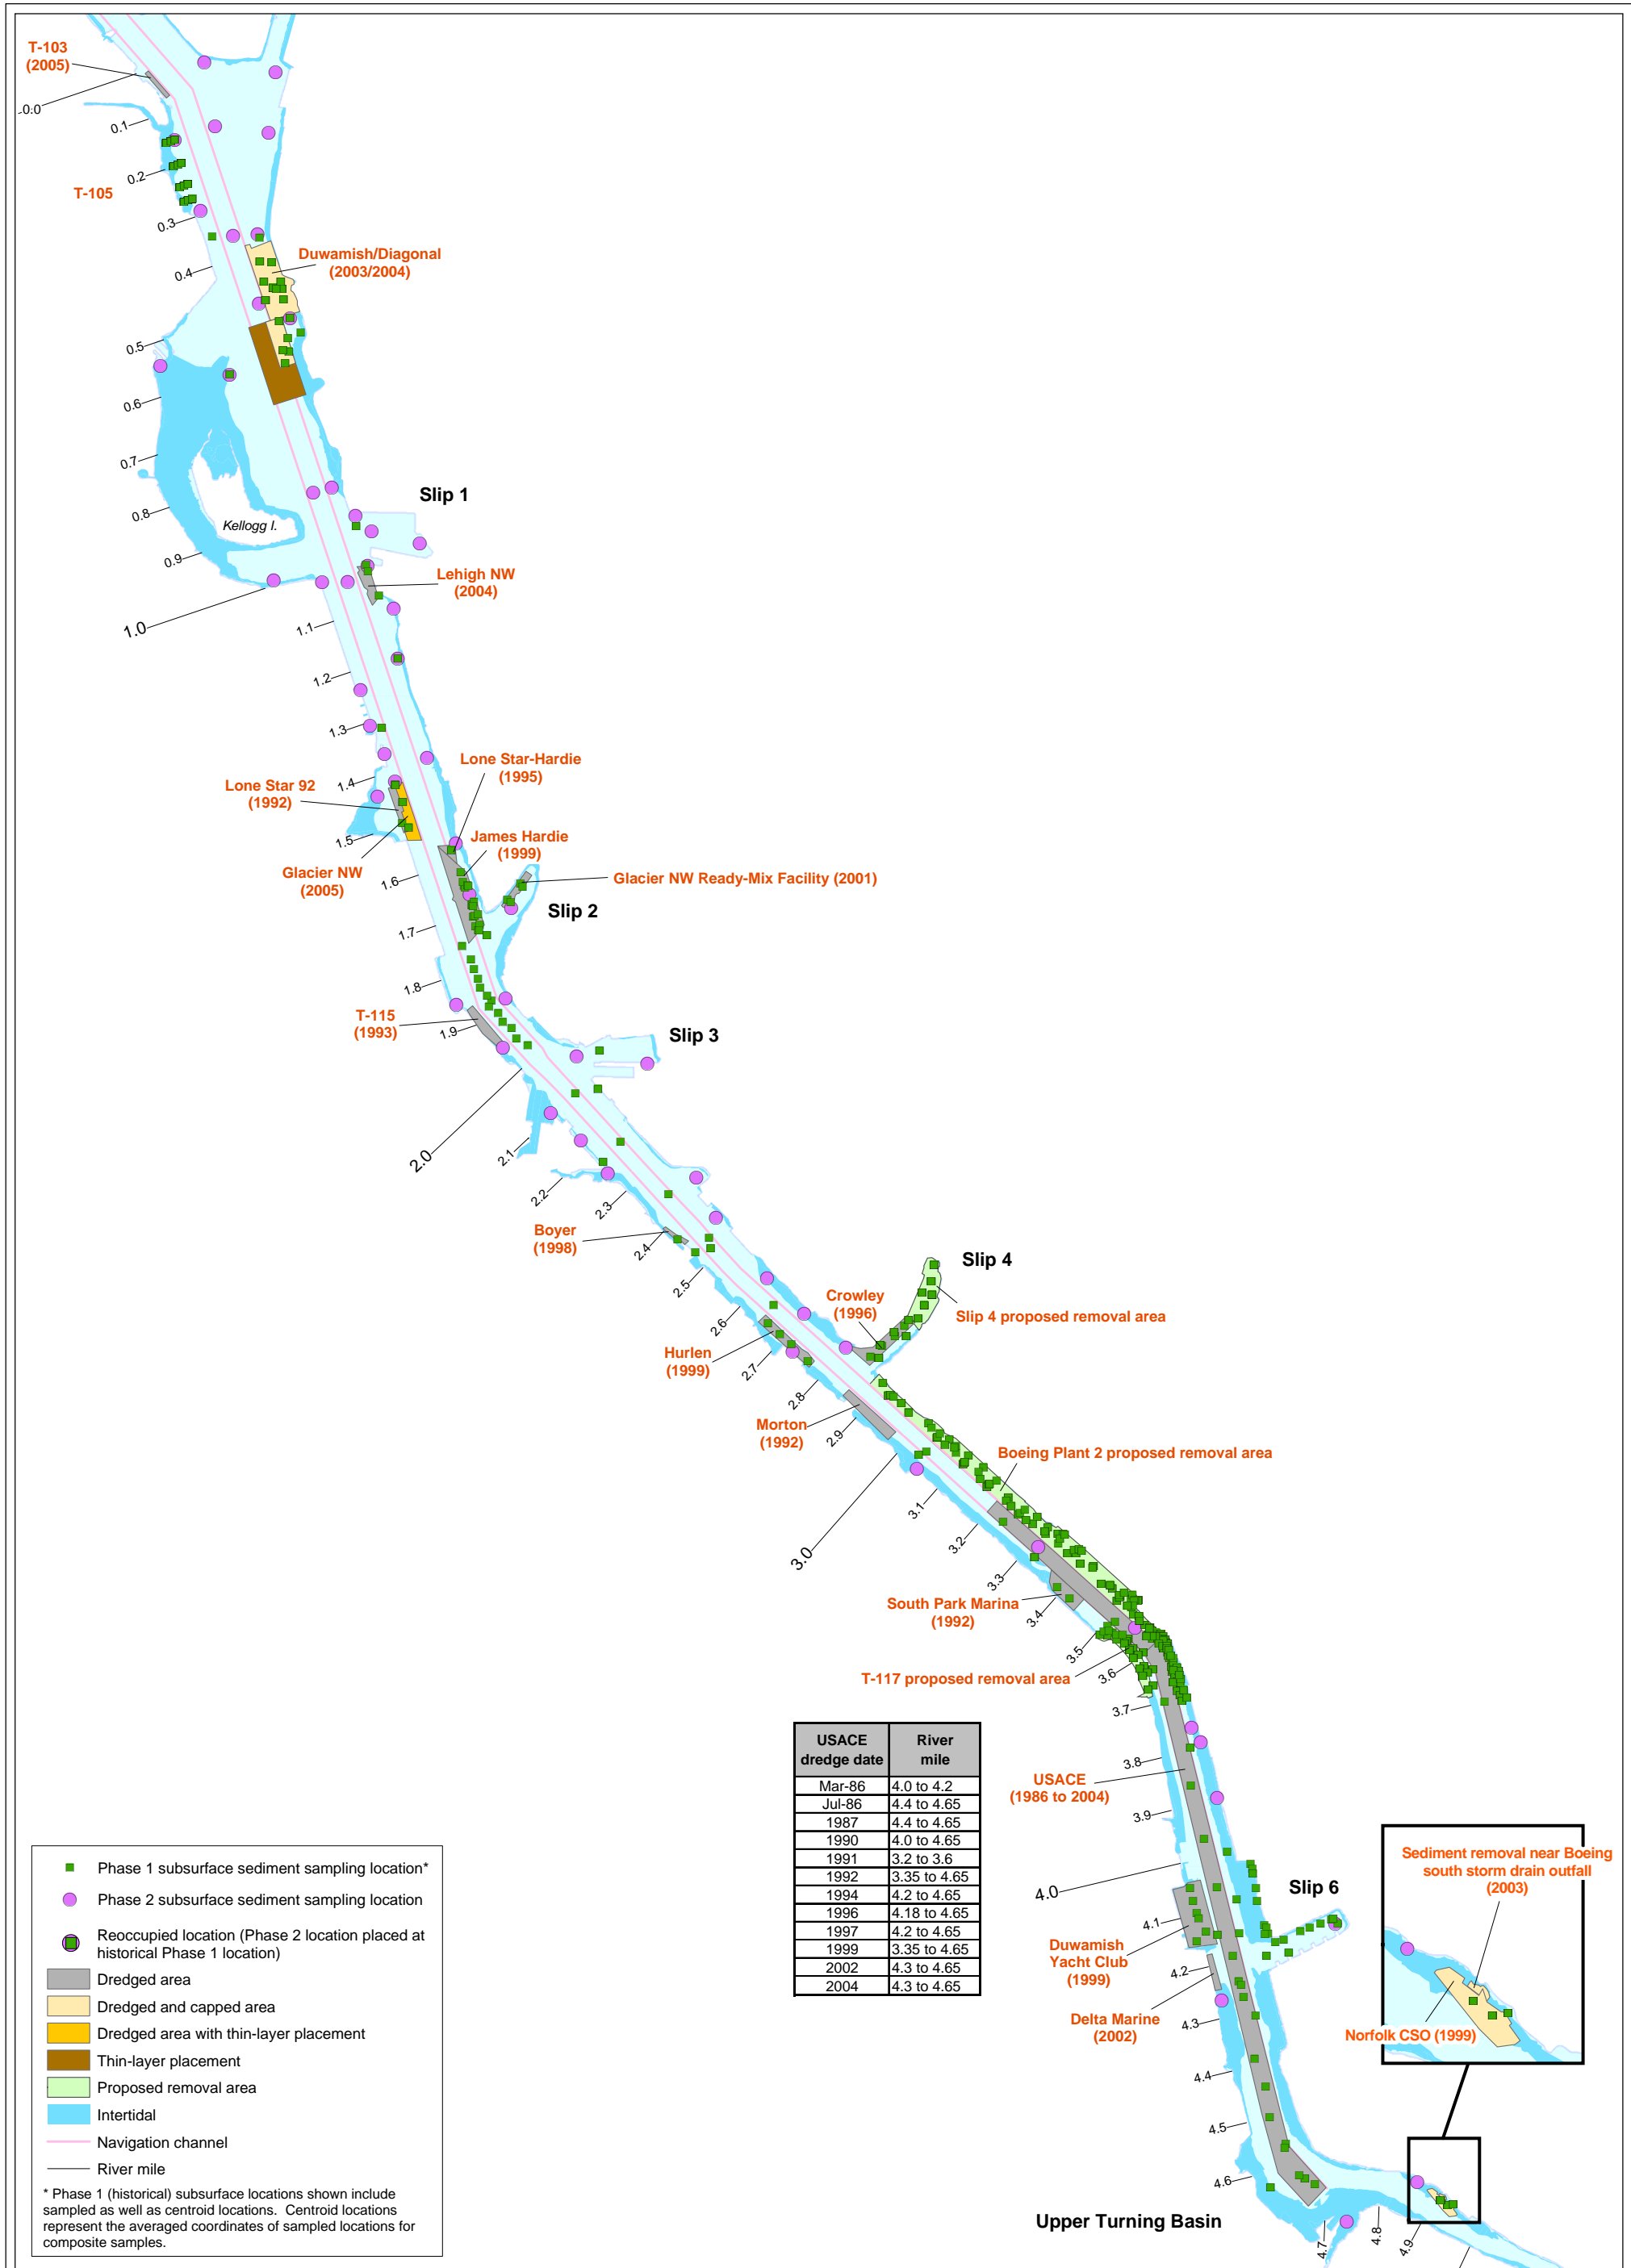 T-103
(2005)
0.0
0.1
0.2
T-105
0.3
0.4
Duwamish/Diagonal
(2003/2004)
0.5
0.6
0.7
0.8
0.9
Kellogg I.
Slip 1
Lehigh NW
(2004)
1.0
1.1
1.2
1.3
1.4
Lone Star-Hardie
(1995)
Lone Star 92
(1992)
1.5
James Hardie
(1999)
Glacier NW
(2005)
1.6
Glacier NW Ready-Mix Facility (2001)
Slip 2
1.7
1.8
T-115
(1993)
1.9
Slip 3
2.0
2.1
2.2
2.3
Boyer
(1998)
2.4
2.5
Slip 4
Crowley
(1996)
Slip 4 proposed removal area
2.6
Hurlen
(1999)
2.7
2.8
Morton
(1992)
2.9
Boeing Plant 2 proposed removal area
3.0
3.1
3.2
3.3
South Park Marina
(1992)
3.4
3.5
T-117 proposed removal area
3.6
3.7
USACE dredge date River mile
Mar-86 4.0 to 4.2
Jul-86 4.4 to 4.65
1987 4.4 to 4.65
1990 4.0 to 4.65
1991 3.2 to 3.6
1992 3.35 to 4.65
1994 4.2 to 4.65
1996 4.18 to 4.65
1997 4.2 to 4.65
1999 3.35 to 4.65
2002 4.3 to 4.65
2004 4.3 to 4.65
3.8
USACE
(1986 to 2004)
3.9
4.0
Slip 6
4.1
Duwamish
Yacht Club
(1999)
4.2
Delta Marine
(2002)
4.3
4.4
4.5
4.6
Upper Turning Basin
4.7
4.8
4.9
Sediment removal near Boeing
south storm drain outfall
(2003)
Norfolk CSO (1999)
Phase 1 subsurface sediment sampling location*
Phase 2 subsurface sediment sampling location
Reoccupied location (Phase 2 location placed at
historical Phase 1 location)
Dredged area
Dredged and capped area
Dredged area with thin-layer placement
Thin-layer placement
Proposed removal area
Intertidal
Navigation channel
River mile
* Phase 1 (historical) subsurface locations shown include
sampled as well as centroid locations. Centroid locations
represent the averaged coordinates of sampled locations for
composite samples.